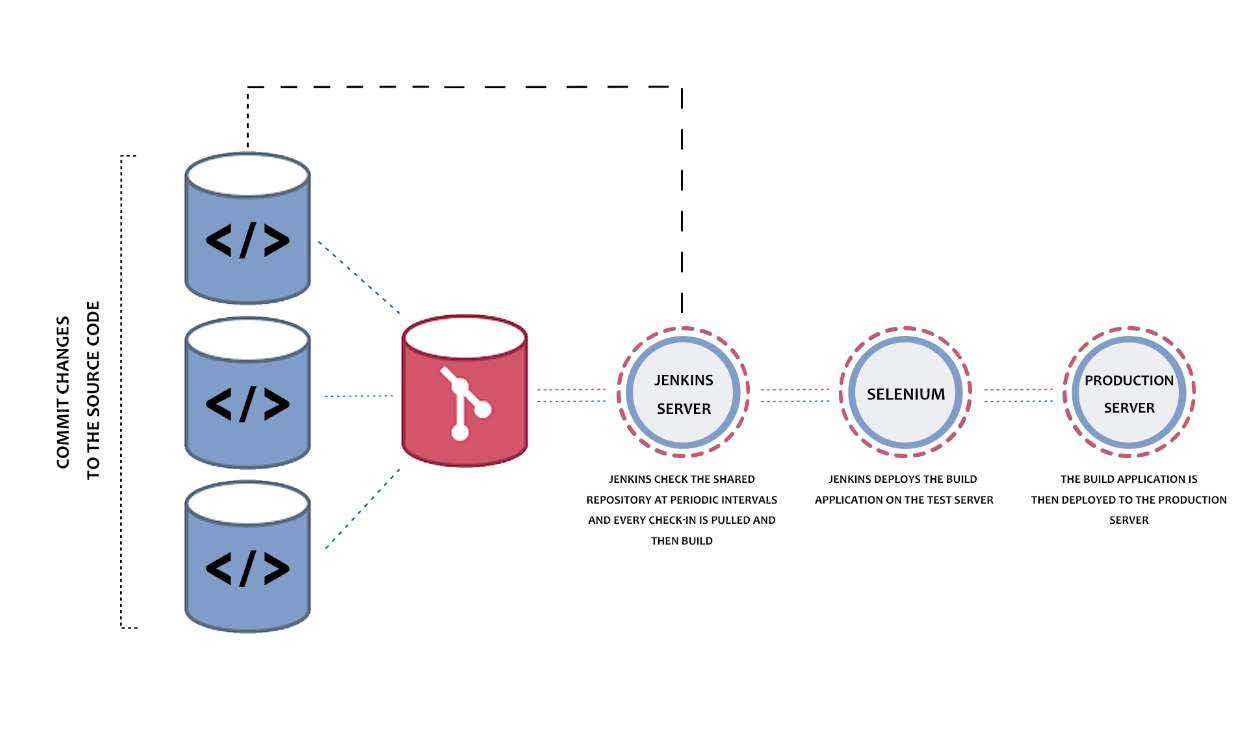 COMMIT CHANGES
TO THE SOURCE CODE
</>
</>
</>
JENKINS
SERVER
JENKINS CHECK THE SHARED
REPOSITORY AT PERIODIC INTERVALS
AND EVERY CHECK-IN IS PULLED AND
THEN BUILD
SELENIUM
JENKINS DEPLOYS THE BUILD
APPLICATION ON THE TEST SERVER
PRODUCTION
SERVER
THE BUILD APPLICATION IS
THEN DEPLOYED TO THE PRODUCTION
SERVER